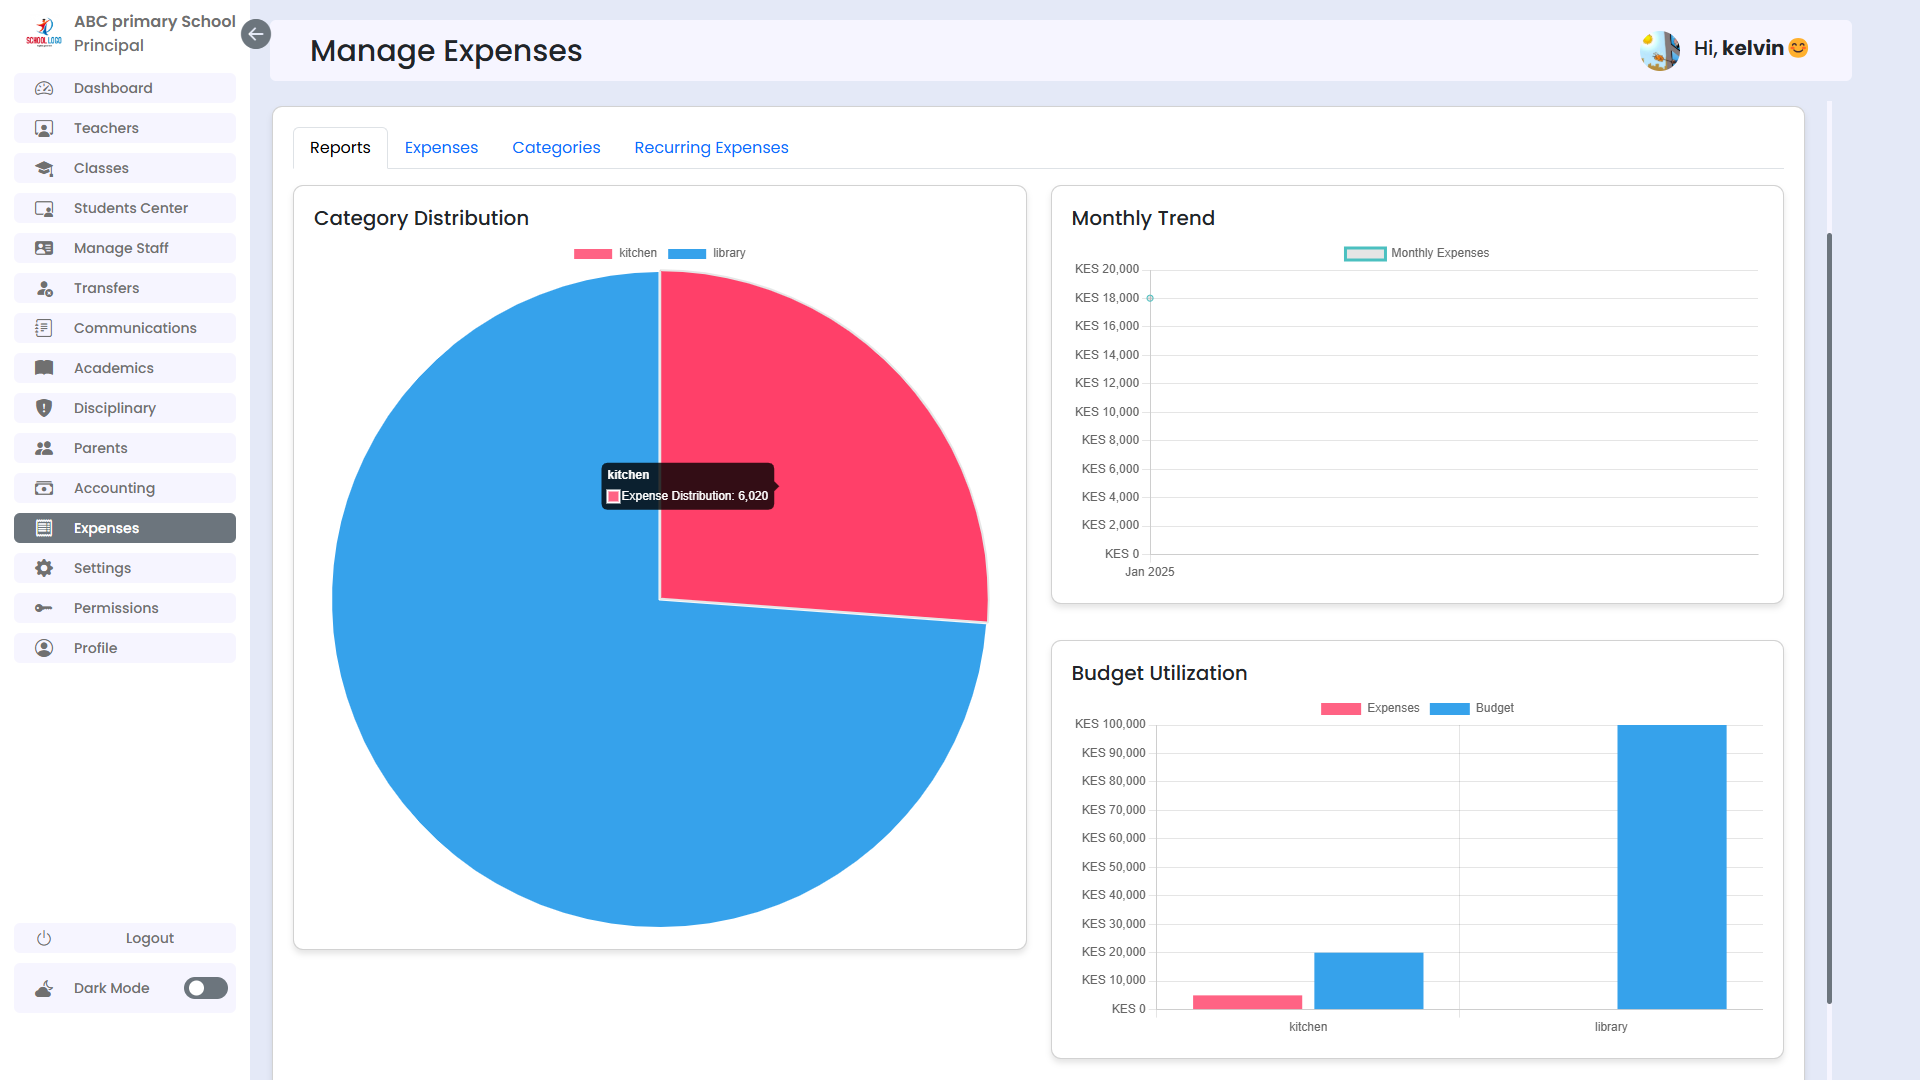 ABC primary School
Principal
SCHOOL LOGO
Dashboard
Teachers
Classes
Students Center
Manage Staff
Transfers
Communications
Academics
Disciplinary
Parents
Accounting
Expenses
Settings
Permissions
Profile
Logout
Dark Mode
Manage Expenses
Hi, kelvin😊
Reports
Expenses
Categories
Recurring Expenses
Category Distribution
kitchen
library
kitchen
Expense Distribution: 6,020
Monthly Trend
Monthly Expenses
KES 20,000
KES 18,000
KES 16,000
KES 14,000
KES 12,000
KES 10,000
KES 8,000
KES 6,000
KES 4,000
KES 2,000
KES 0
Jan 2025
Budget Utilization
Expenses
Budget
KES 100,000
KES 90,000
KES 80,000
KES 70,000
KES 60,000
KES 50,000
KES 40,000
KES 30,000
KES 20,000
KES 10,000
KES 0
kitchen
library